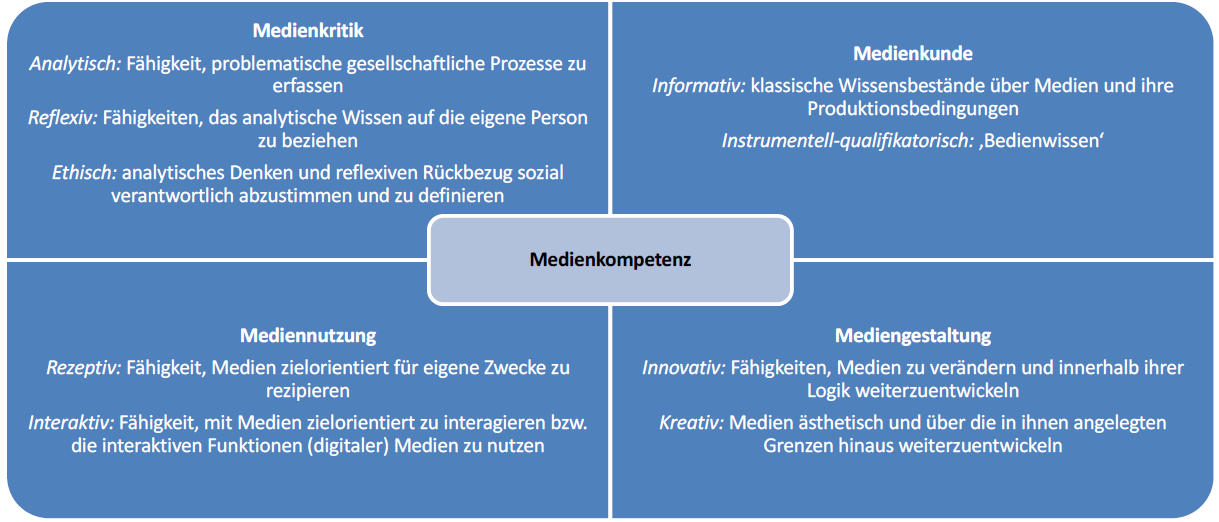 Medienkritik
Analytisch: Fähigkeit, problematische gesellschaftliche Prozesse zu
erfassen
Reflexiv: Fähigkeiten, das analytische Wissen auf die eigene Person
zu beziehen
Ethisch: analytisches Denken und reflexiven Rückbezug sozial
verantwortlich abzustimmen und zu definieren
Medienkunde
Informativ: klassische Wissensbestände über Medien und ihre
Produktionsbedingungen
Instrumentell-qualifikatorisch: ‚Bedienwissen‘
Medienkompetenz
Mediennutzung
Rezeptiv: Fähigkeit, Medien zielorientiert für eigene Zwecke zu
rezipieren
Interaktiv: Fähigkeit, mit Medien zielorientiert zu interagieren bzw.
die interaktiven Funktionen (digitaler) Medien zu nutzen
Mediengestaltung
Innovativ: Fähigkeiten, Medien zu verändern und innerhalb ihrer
Logik weiterzuentwickeln
Kreativ: Medien ästhetisch und über die in ihnen angelegten
Grenzen hinaus weiterzuentwickeln